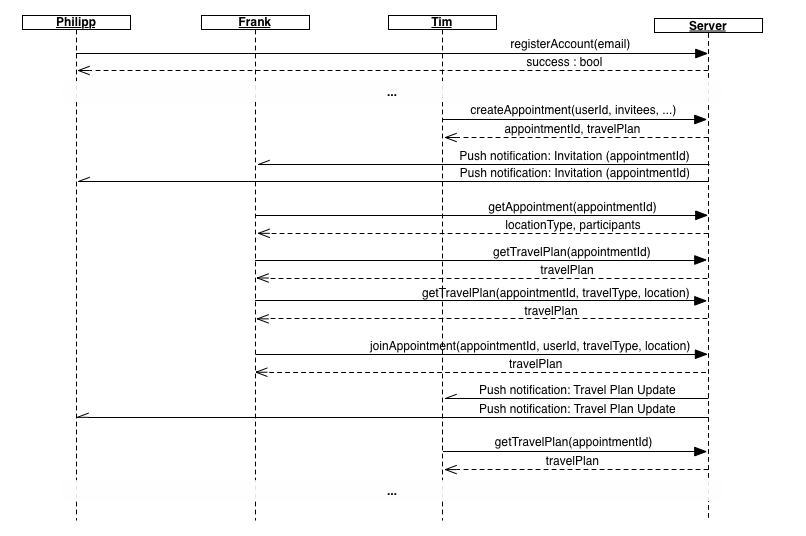 Philipp
Frank
Tim
Server
registerAccount(email)
success : bool
...
createAppointment(userId, invitees, ...)
appointmentId, travelPlan
Push notification: Invitation (appointmentId)
Push notification: Invitation (appointmentId)
getAppointment(appointmentId)
locationType, participants
getTravelPlan(appointmentId)
travelPlan
getTravelPlan(appointmentId, travelType, location)
travelPlan
joinAppointment(appointmentId, userId, travelType, location)
travelPlan
Push notification: Travel Plan Update
Push notification: Travel Plan Update
getTravelPlan(appointmentId)
travelPlan
...